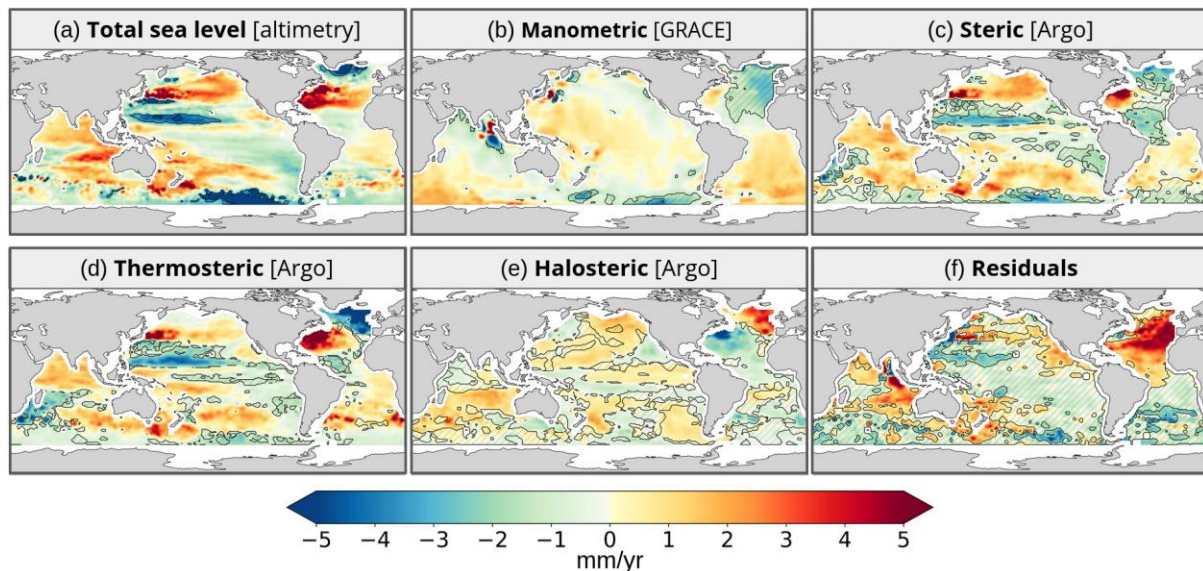 (a) Total sea level [altimetry]
(b) Manometric [GRACE]
(c) Steric [Argo]
(d) Thermosteric [Argo]
(e) Halosteric [Argo]
(f) Residuals
−5 −4 −3 −2 −1 0 1 2 3 4 5
mm/yr